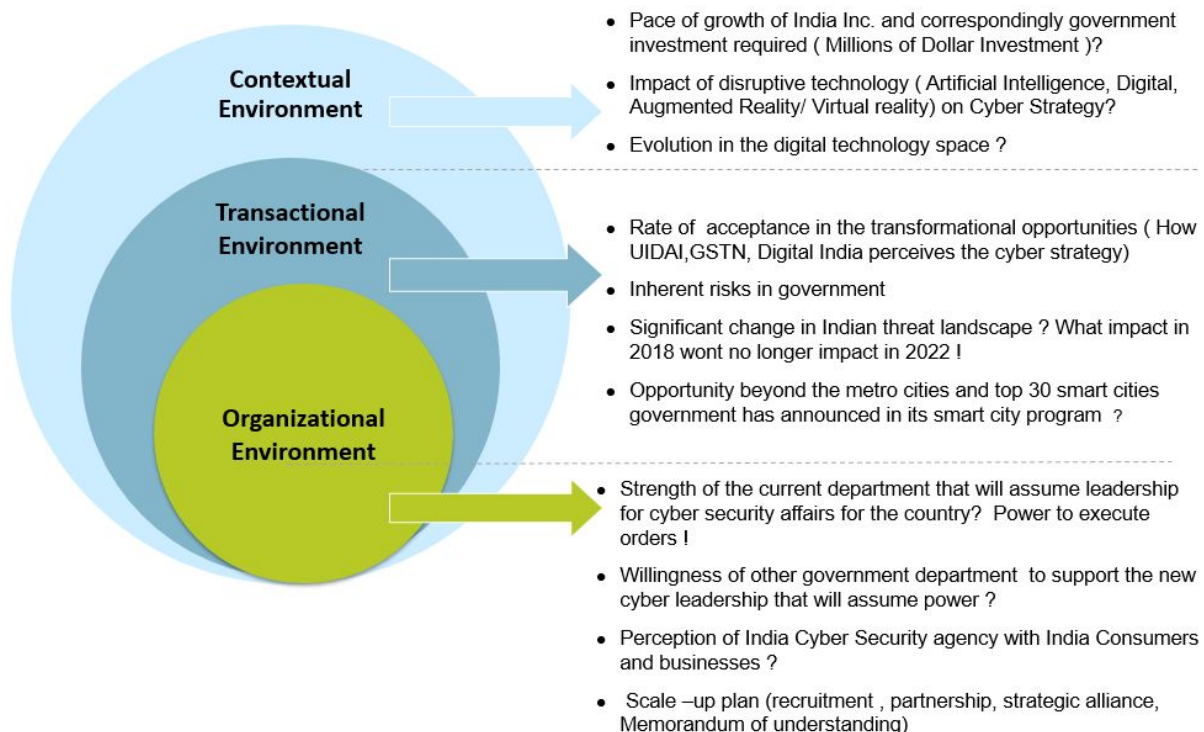 Contextual
Environment
• Pace of growth of India Inc. and correspondingly government
investment required ( Millions of Dollar Investment )?
• Impact of disruptive technology ( Artificial Intelligence, Digital,
Augmented Reality/ Virtual reality) on Cyber Strategy?
• Evolution in the digital technology space ?
Transactional
Environment
• Rate of  acceptance in the transformational opportunities ( How
UIDAI,GSTN, Digital India perceives the cyber strategy)
• Inherent risks in government
• Significant change in Indian threat landscape ? What impact in
2018 wont no longer impact in 2022 !
• Opportunity beyond the metro cities and top 30 smart cities
government has announced in its smart city program  ?
Organizational
Environment
• Strength of the current department that will assume leadership
for cyber security affairs for the country?  Power to execute
orders !
• Willingness of other government department  to support the new
cyber leadership that will assume power ?
• Perception of India Cyber Security agency with India Consumers
and businesses ?
• Scale –up plan (recruitment , partnership, strategic alliance,
Memorandum of understanding)